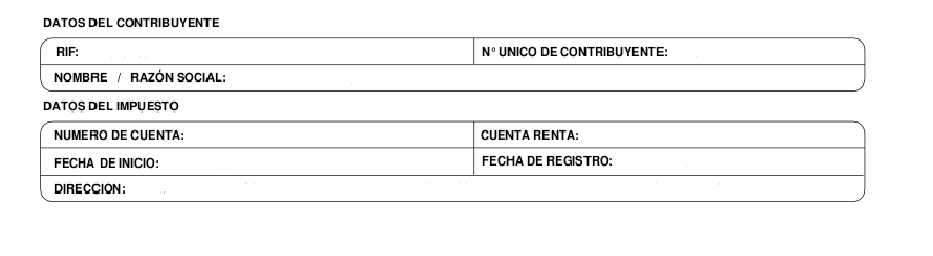 DATOS DEL CONTRIBUYENTE
RIF: Nº UNICO DE CONTRIBUYENTE:
NOMBRE / RAZÓN SOCIAL:
DATOS DEL IMPUESTO
NUMERO DE CUENTA: CUENTA RENTA:
FECHA DE INICIO: FECHA DE REGISTRO:
DIRECCION: